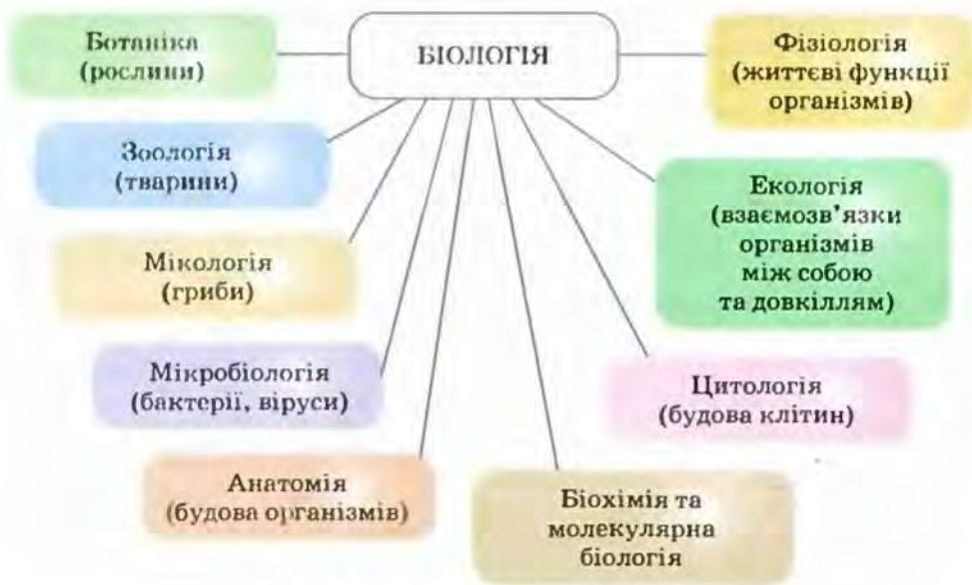 БІОЛОГІЯ
Ботаніка
(рослини)
Зоологія
(тварини)
Мікологія
(гриби)
Мікробіологія
(бактерії, віруси)
Анатомія
(будова організмів)
Біохімія та
молекулярна
біологія
Цитологія
(будова клітин)
Екологія
(взаємозв'язки
організмів
між собою
та довкіллям)
Фізіологія
(життєві функції
організмів)